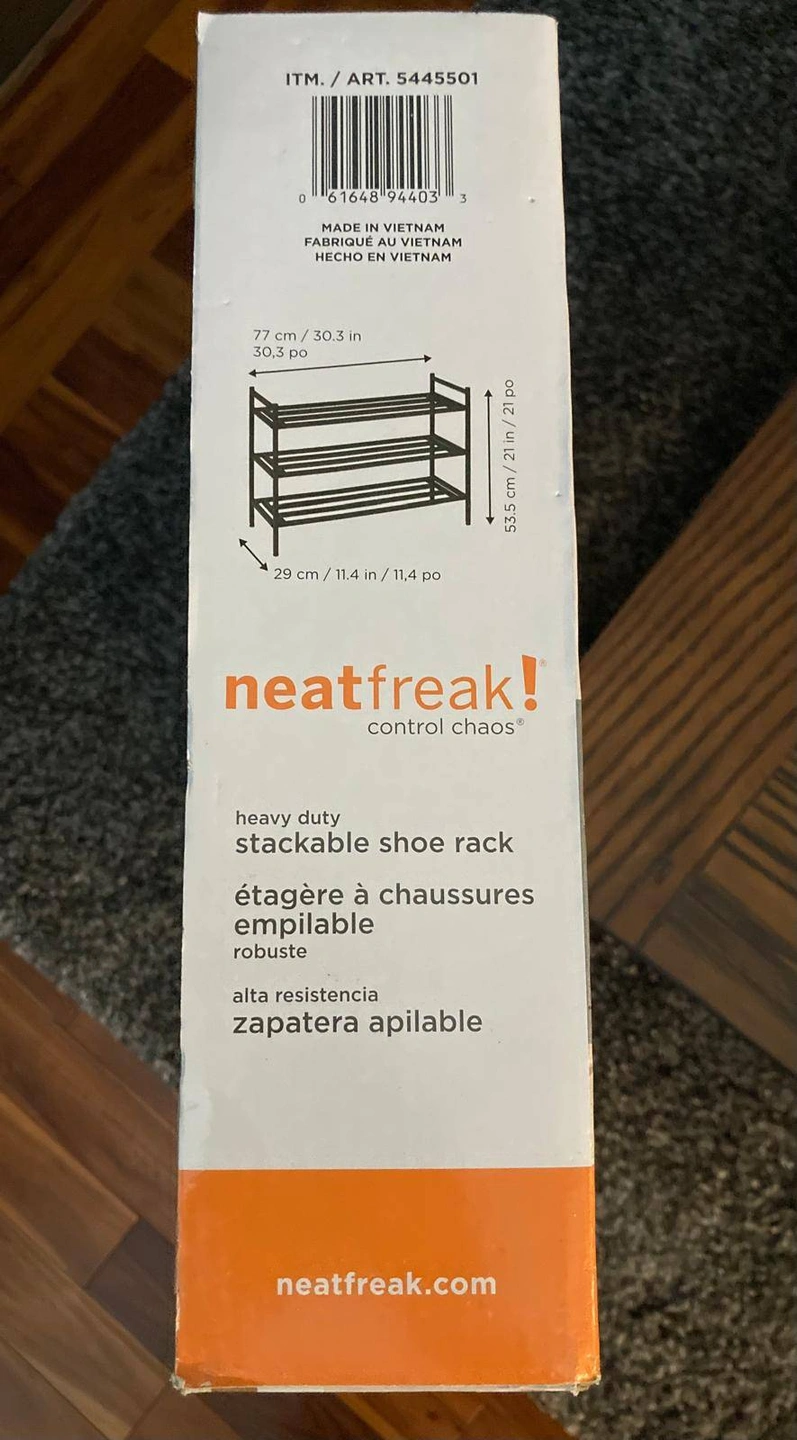 ITM. / ART. 5445501
0 61648 94403 3
MADE IN VIETNAM
FABRIQUÉ AU VIETNAM
HECHO EN VIETNAM
77 cm / 30.3 in
30,3 po
53.5 cm / 21 in / 21 po
29 cm / 11.4 in / 11,4 po
neatfreak!®
control chaos®
heavy duty
stackable shoe rack
étagère à chaussures
empilable
robuste
alta resistencia
zapatera apilable
neatfreak.com